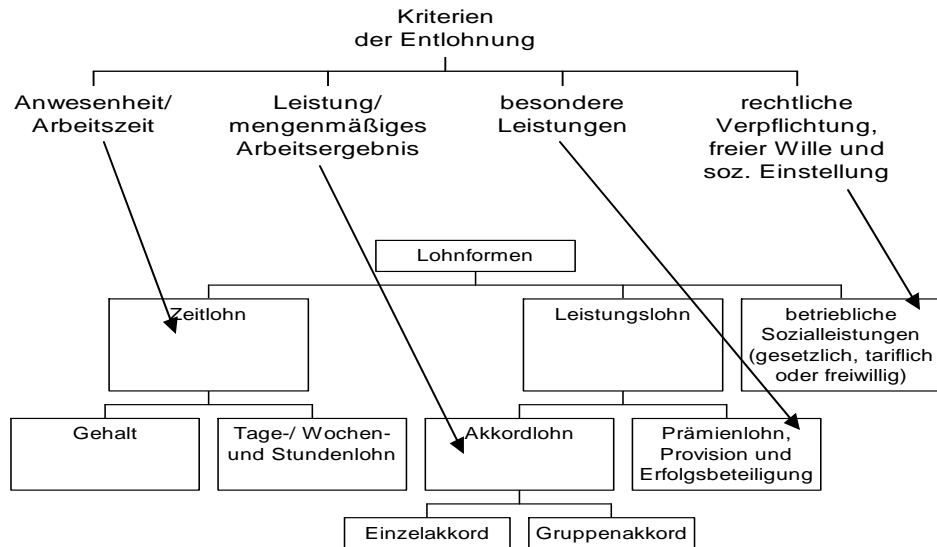 Kriterien
der Entlohnung
Anwesenheit/
Arbeitszeit
Leistung/
mengenmäßiges
Arbeitsergebnis
besondere
Leistungen
rechtliche
Verpflichtung,
freier Wille und
soz. Einstellung
Lohnformen
Zeitlohn
Leistungslohn
betriebliche
Sozialleistungen
(gesetzlich, tariflich
oder freiwillig)
Gehalt
Tage-/ Wochen-
und Stundenlohn
Akkordlohn
Prämienlohn,
Provision und
Erfolgsbeteiligung
Einzelakkord
Gruppenakkord